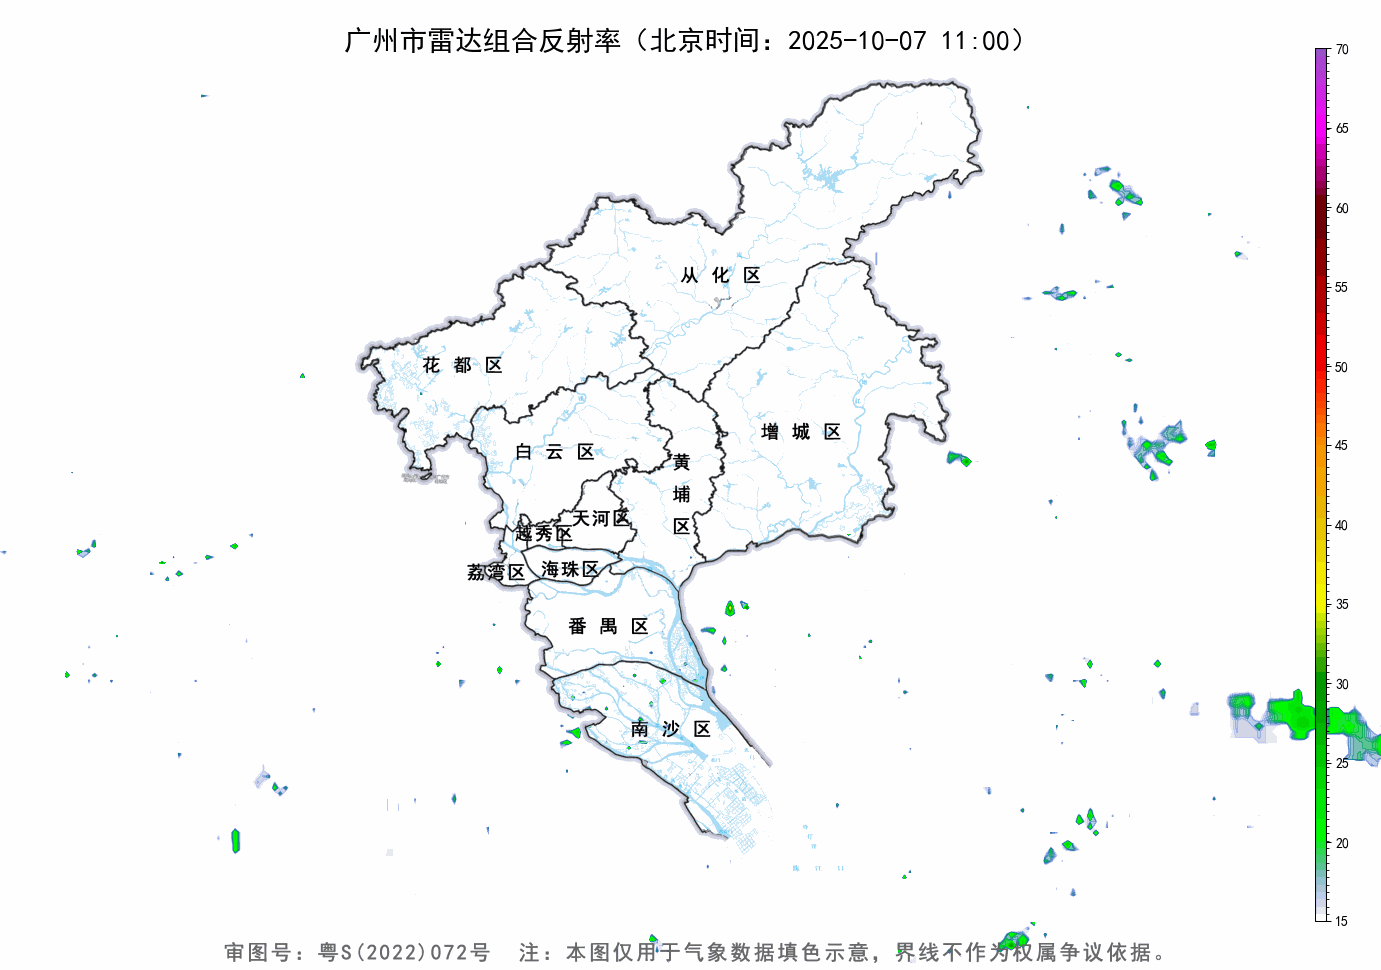 广州市雷达组合反射率（北京时间：2025-10-07 11:00）
70
65
60
55
50
45
40
35
30
25
20
15
从化区
花都区
增城区
白云区
黄埔区
天河区
越秀区
荔湾区
海珠区
番禺区
南沙区
审图号：粤S(2022)072号 注：本图仅用于气象数据填色示意，界线不作为权属争议依据。